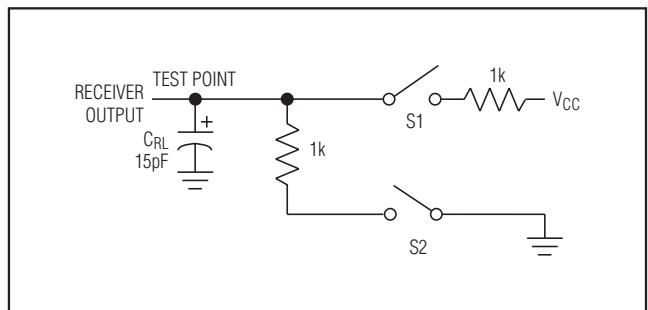 TEST POINT
RECEIVER
OUTPUT
1k
VCC
S1
+
CRL
15pF
1k
S2